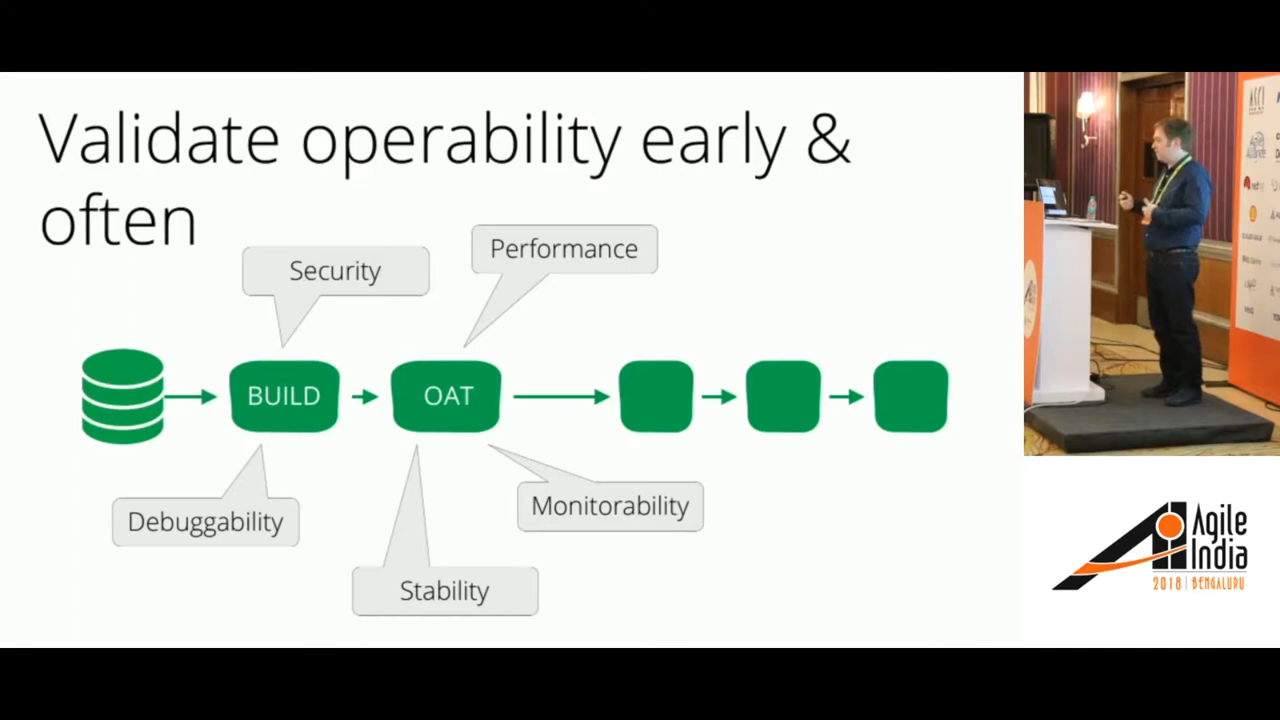 Validate operability early &
often
Security
Performance
BUILD
OAT
Debuggability
Monitorability
Stability
Agile
India
2018 | BENGALURU